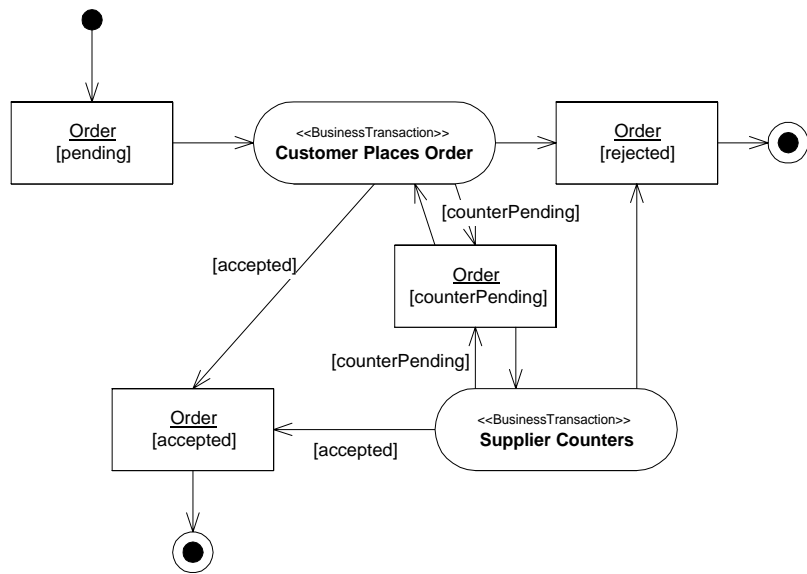 Order
[pending]
<<BusinessTransaction>>
Customer Places Order
Order
[rejected]
[counterPending]
[accepted]
Order
[counterPending]
[counterPending]
Order
[accepted]
[accepted]
<<BusinessTransaction>>
Supplier Counters